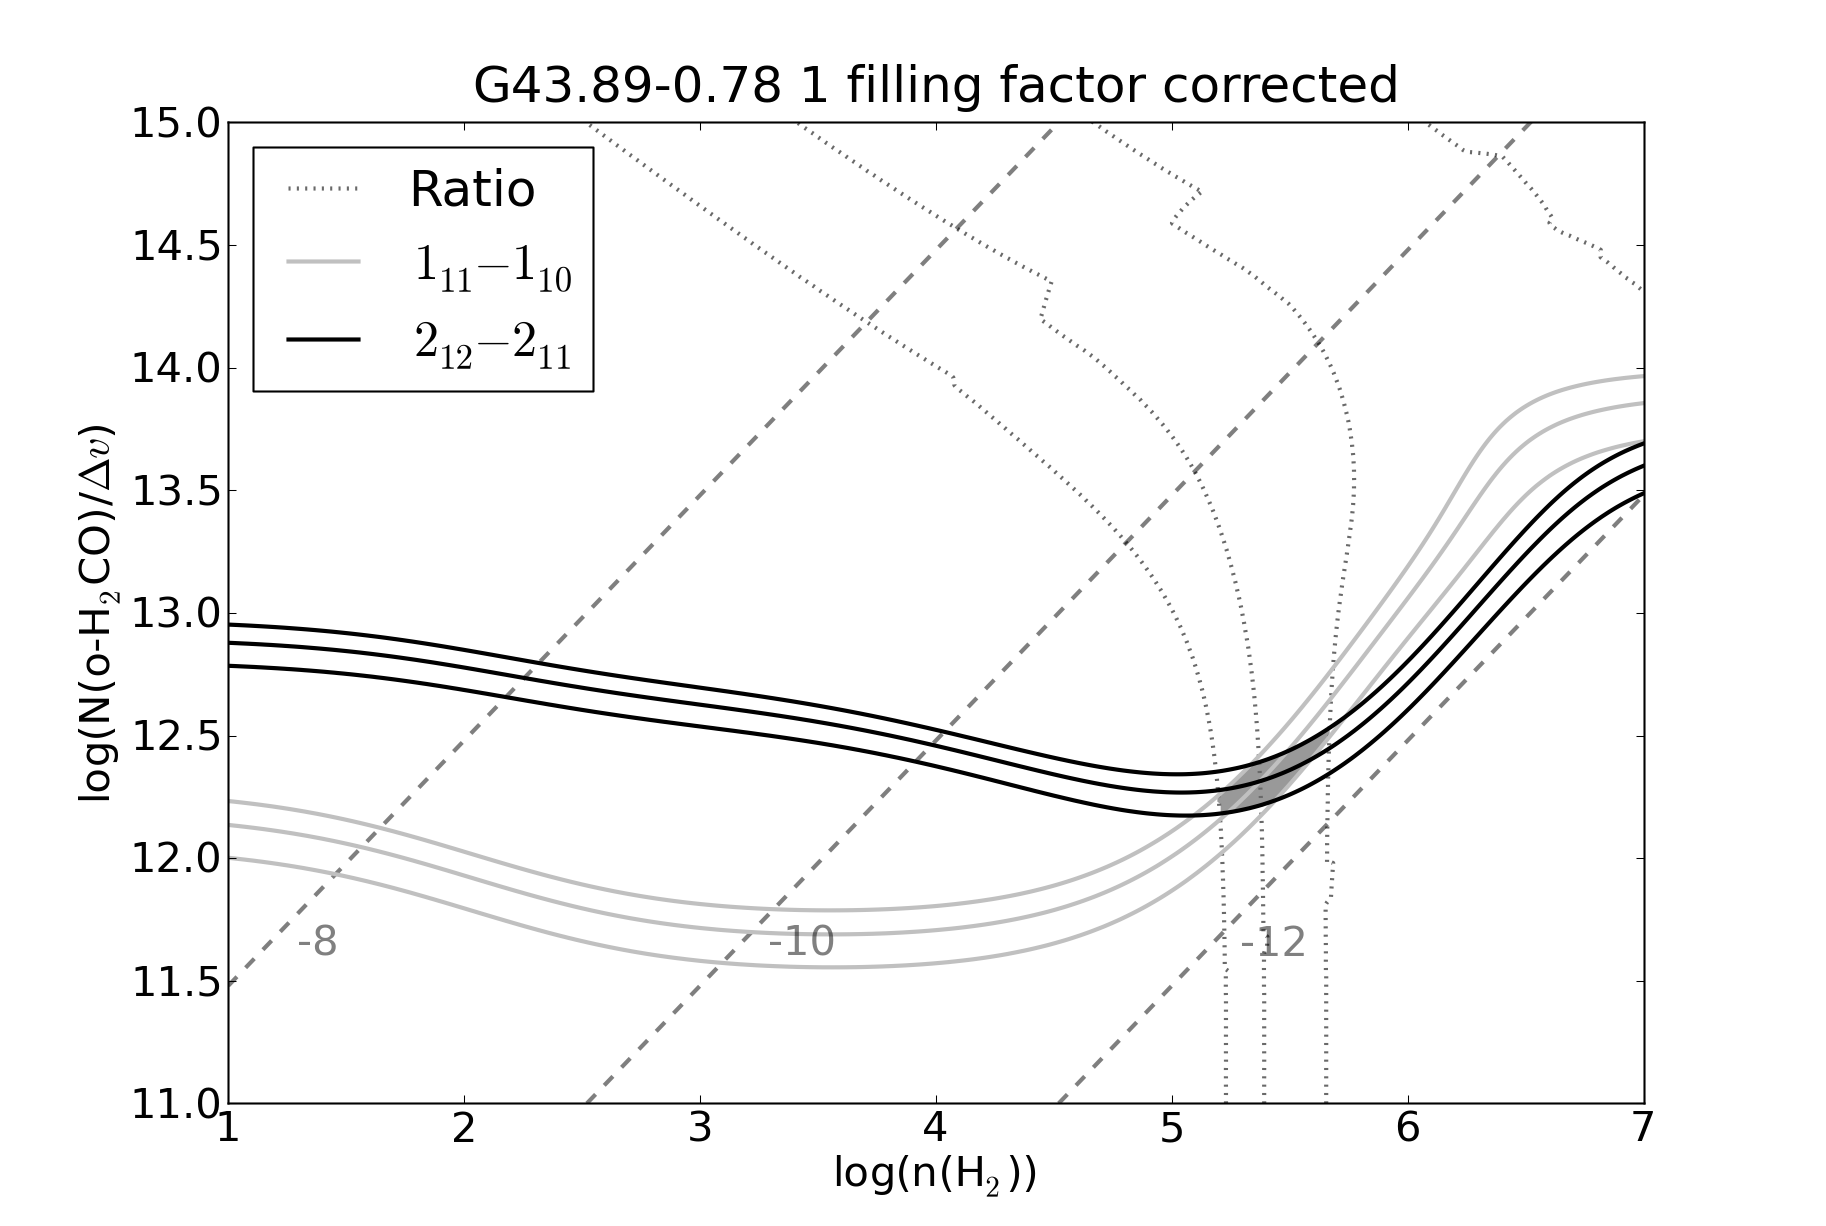 G43.89-0.78 1 filling factor corrected
15.0
14.5
14.0
13.5
13.0
12.5
12.0
11.5
11.0
log(N(o-H₂CO)/Δv)
Ratio
1₁₁−1₁₀
2₁₂−2₁₁
-8
-10
-12
1 2 3 4 5 6 7
log(n(H₂))